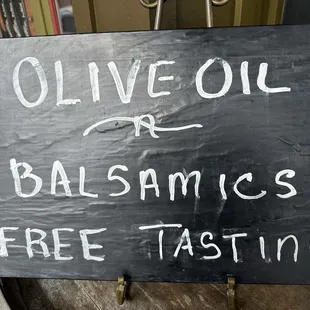 OLIVE OIL
BALSAMICS
FREE TASTIN